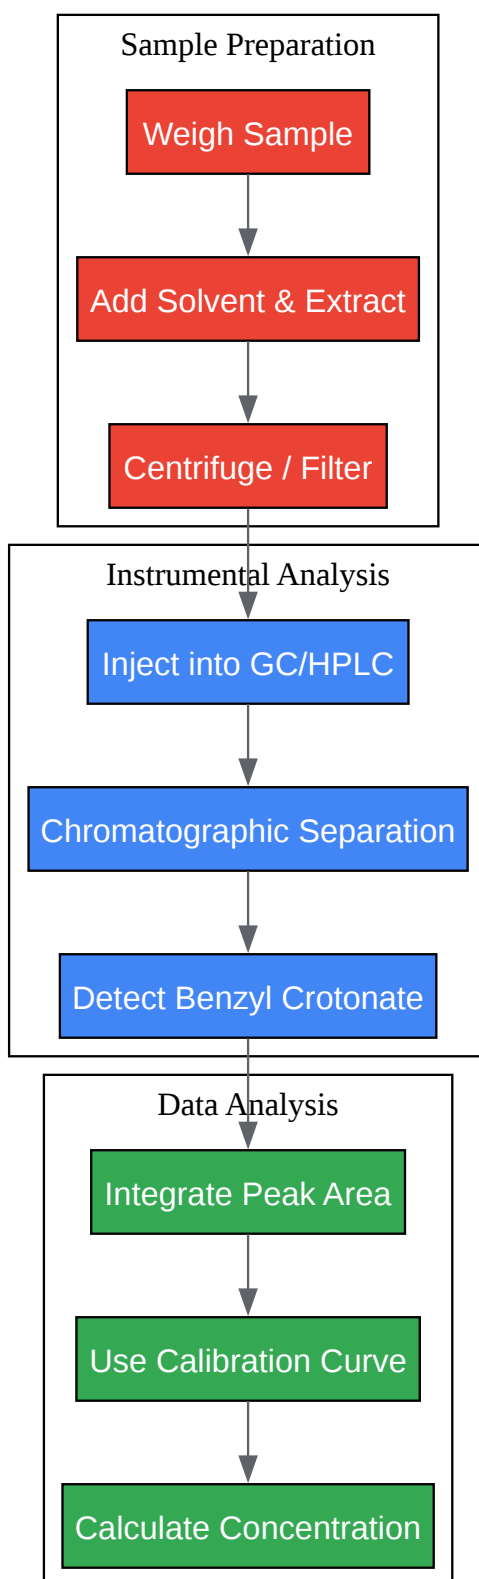 Sample Preparation
Weigh Sample
Add Solvent & Extract
Centrifuge / Filter
Instrumental Analysis
Inject into GC/HPLC
Chromatographic Separation
Detect Benzyl Crotonate
Data Analysis
Integrate Peak Area
Use Calibration Curve
Calculate Concentration